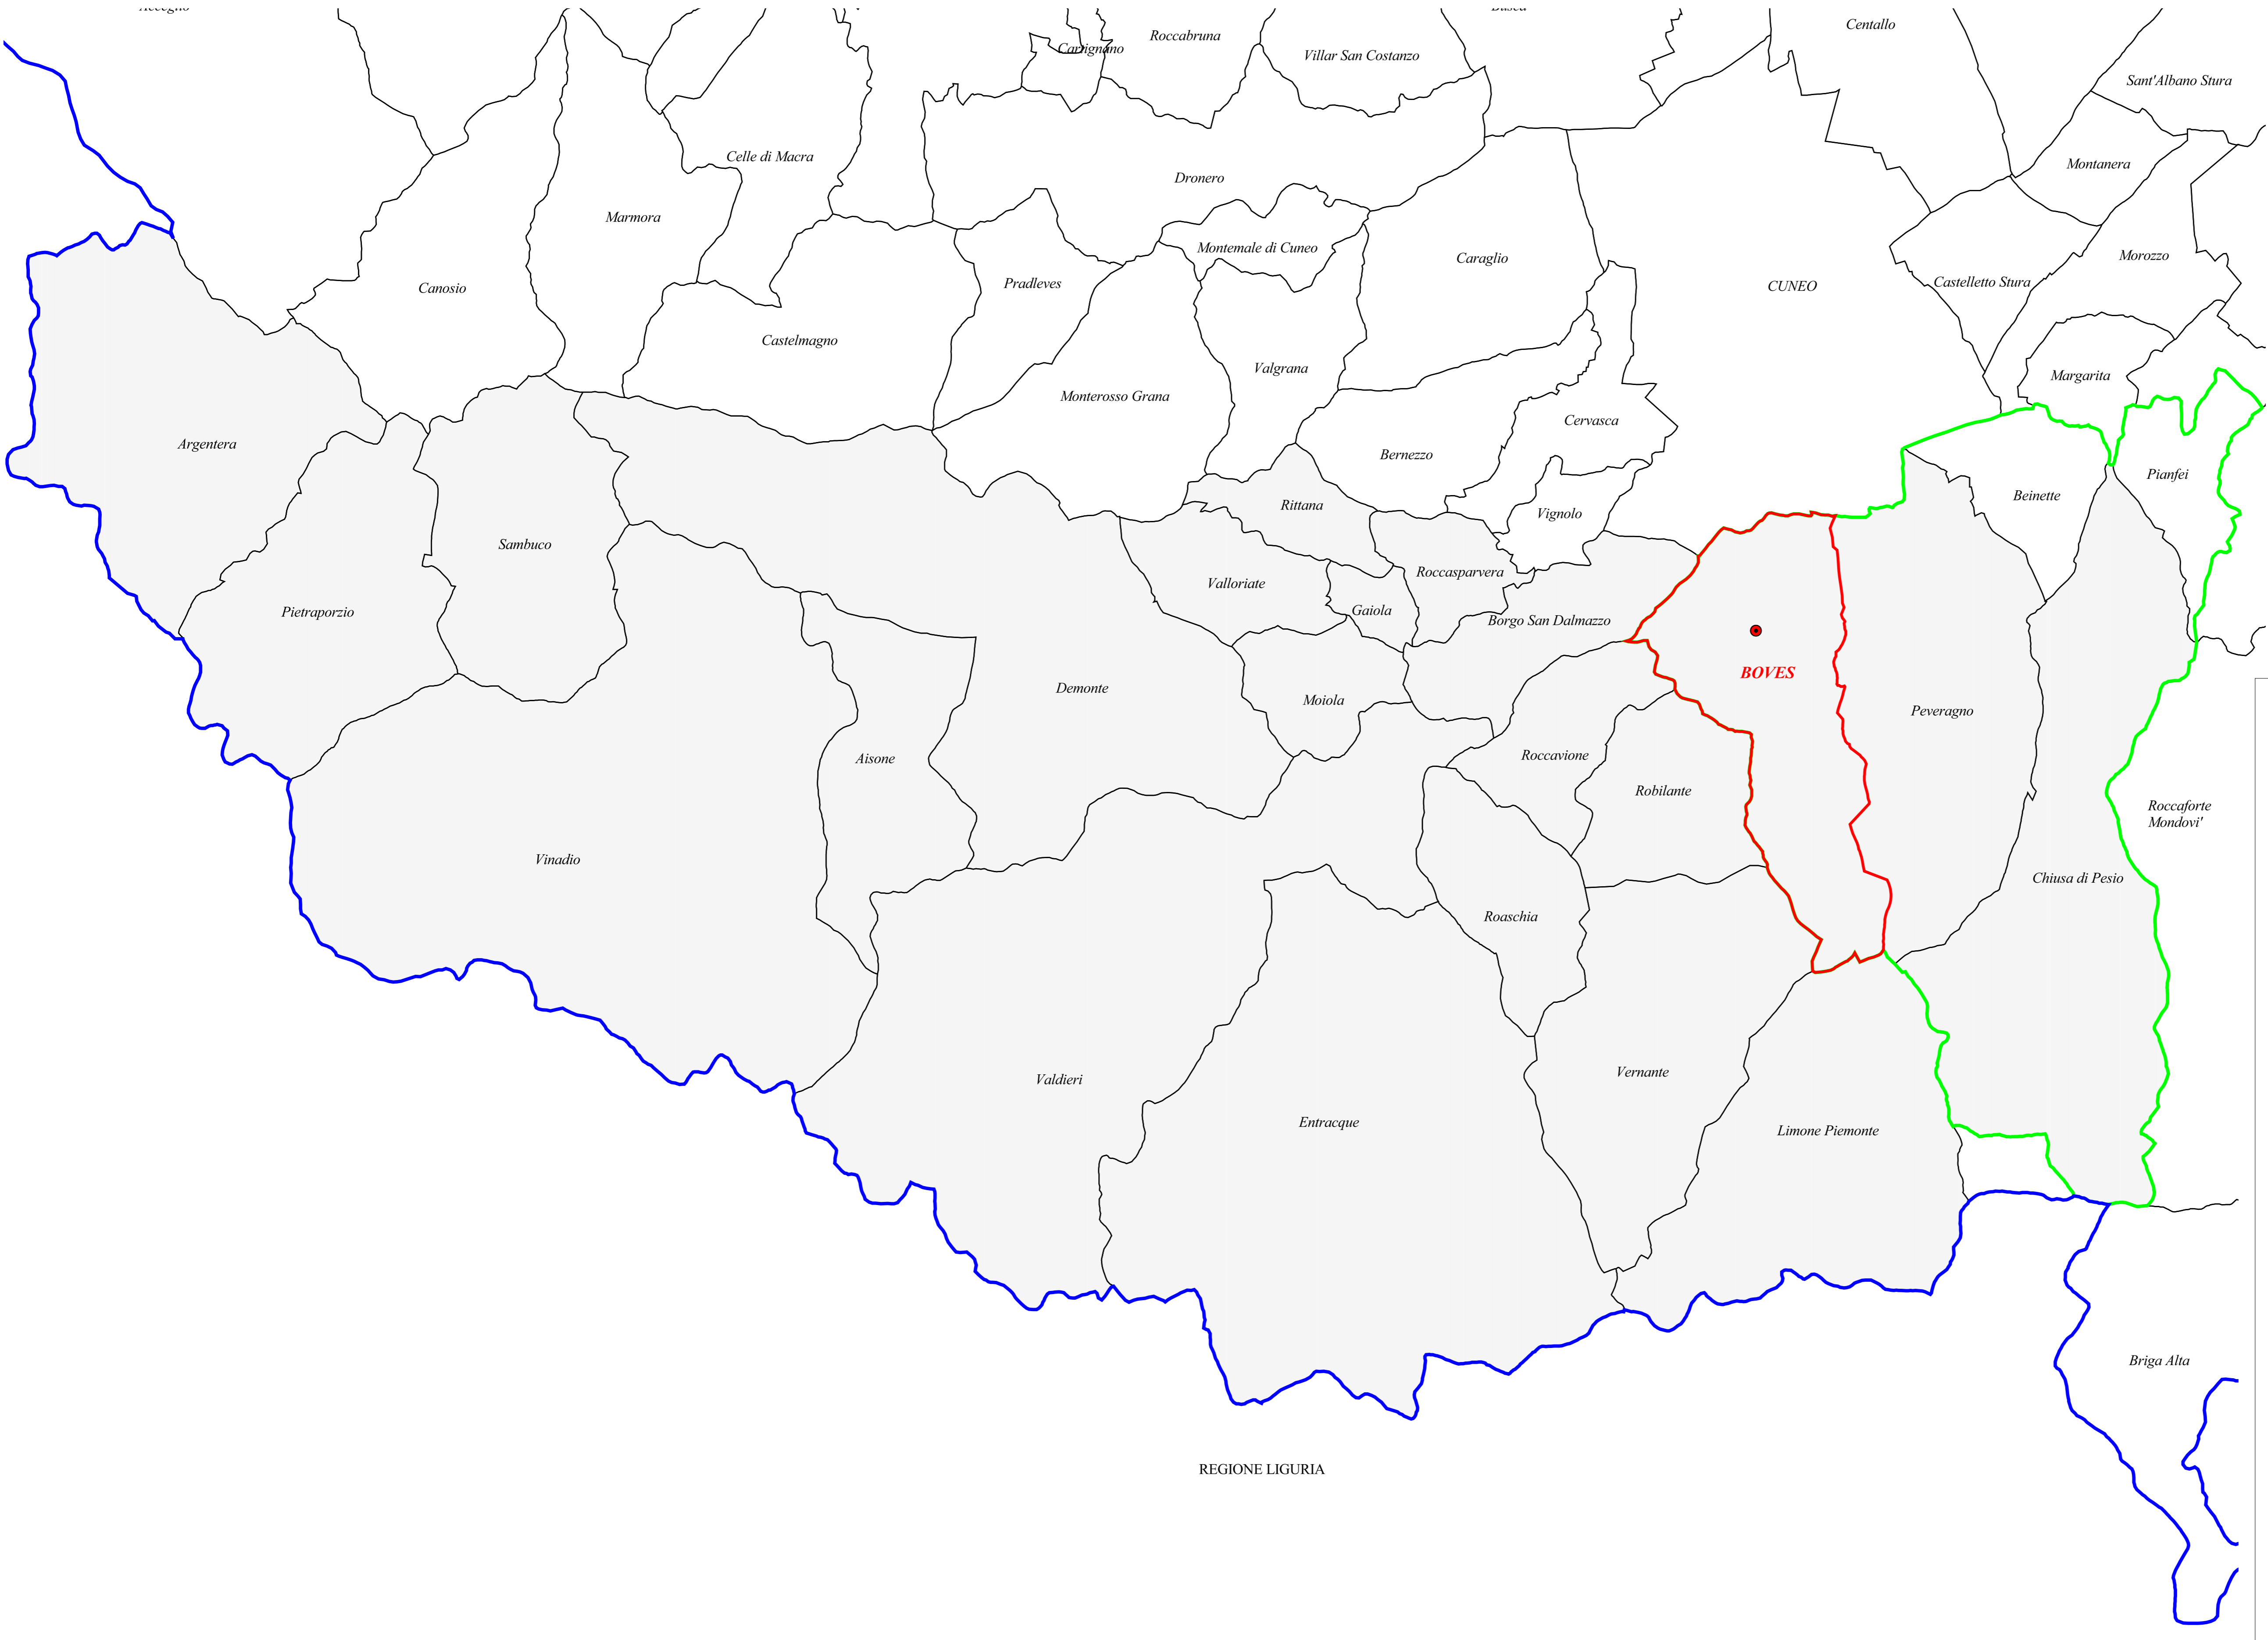 Roccabruna
Centallo
Cartignano
Villar San Costanzo
Sant'Albano Stura
Celle di Macra
Montanera
Dronero
Marmora
Montemale di Cuneo
Caraglio
Morozzo
Pradleves
Castelletto Stura
CUNEO
Canosio
Castelmagno
Valgrana
Margarita
Monterosso Grana
Cervasca
Argentera
Bernezzo
Pianfei
Beinette
Rittana
Vignolo
Sambuco
Roccasparvera
Valloriate
Gaiola
Pietraporzio
Borgo San Dalmazzo
BOVES
Demonte
Moiola
Peveragno
Roccavione
Aisone
Robilante
Roccaforte
Mondovi'
Vinadio
Chiusa di Pesio
Roaschia
Vernante
Valdieri
Entracque
Limone Piemonte
Briga Alta
REGIONE LIGURIA